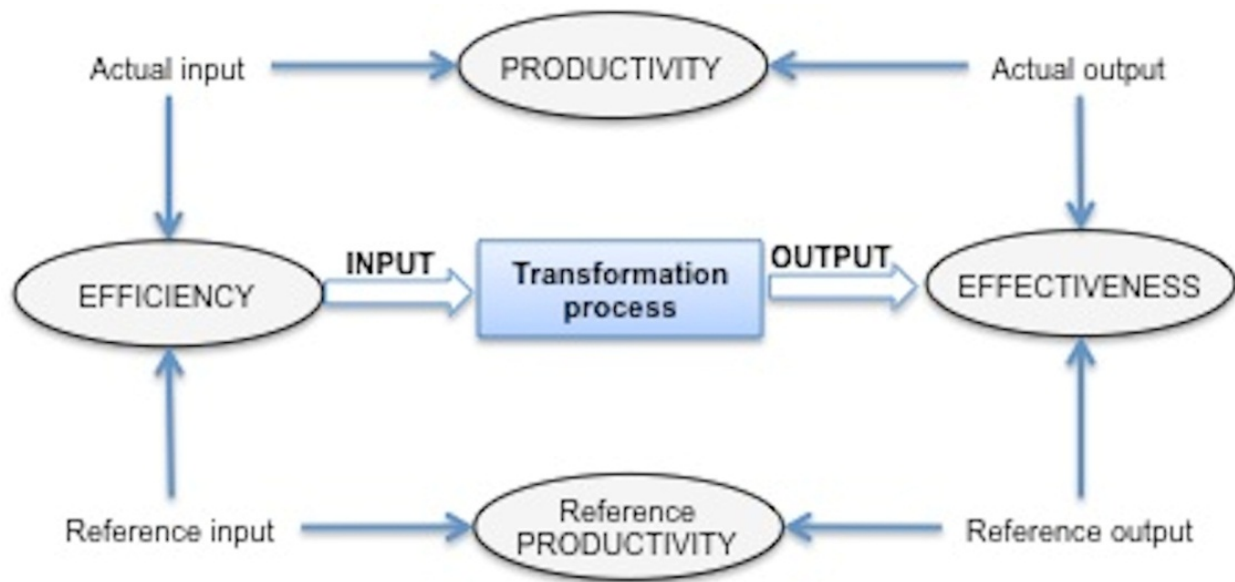 Actual input
PRODUCTIVITY
Actual output
EFFICIENCY
INPUT
Transformation
process
OUTPUT
EFFECTIVENESS
Reference input
Reference
PRODUCTIVITY
Reference output